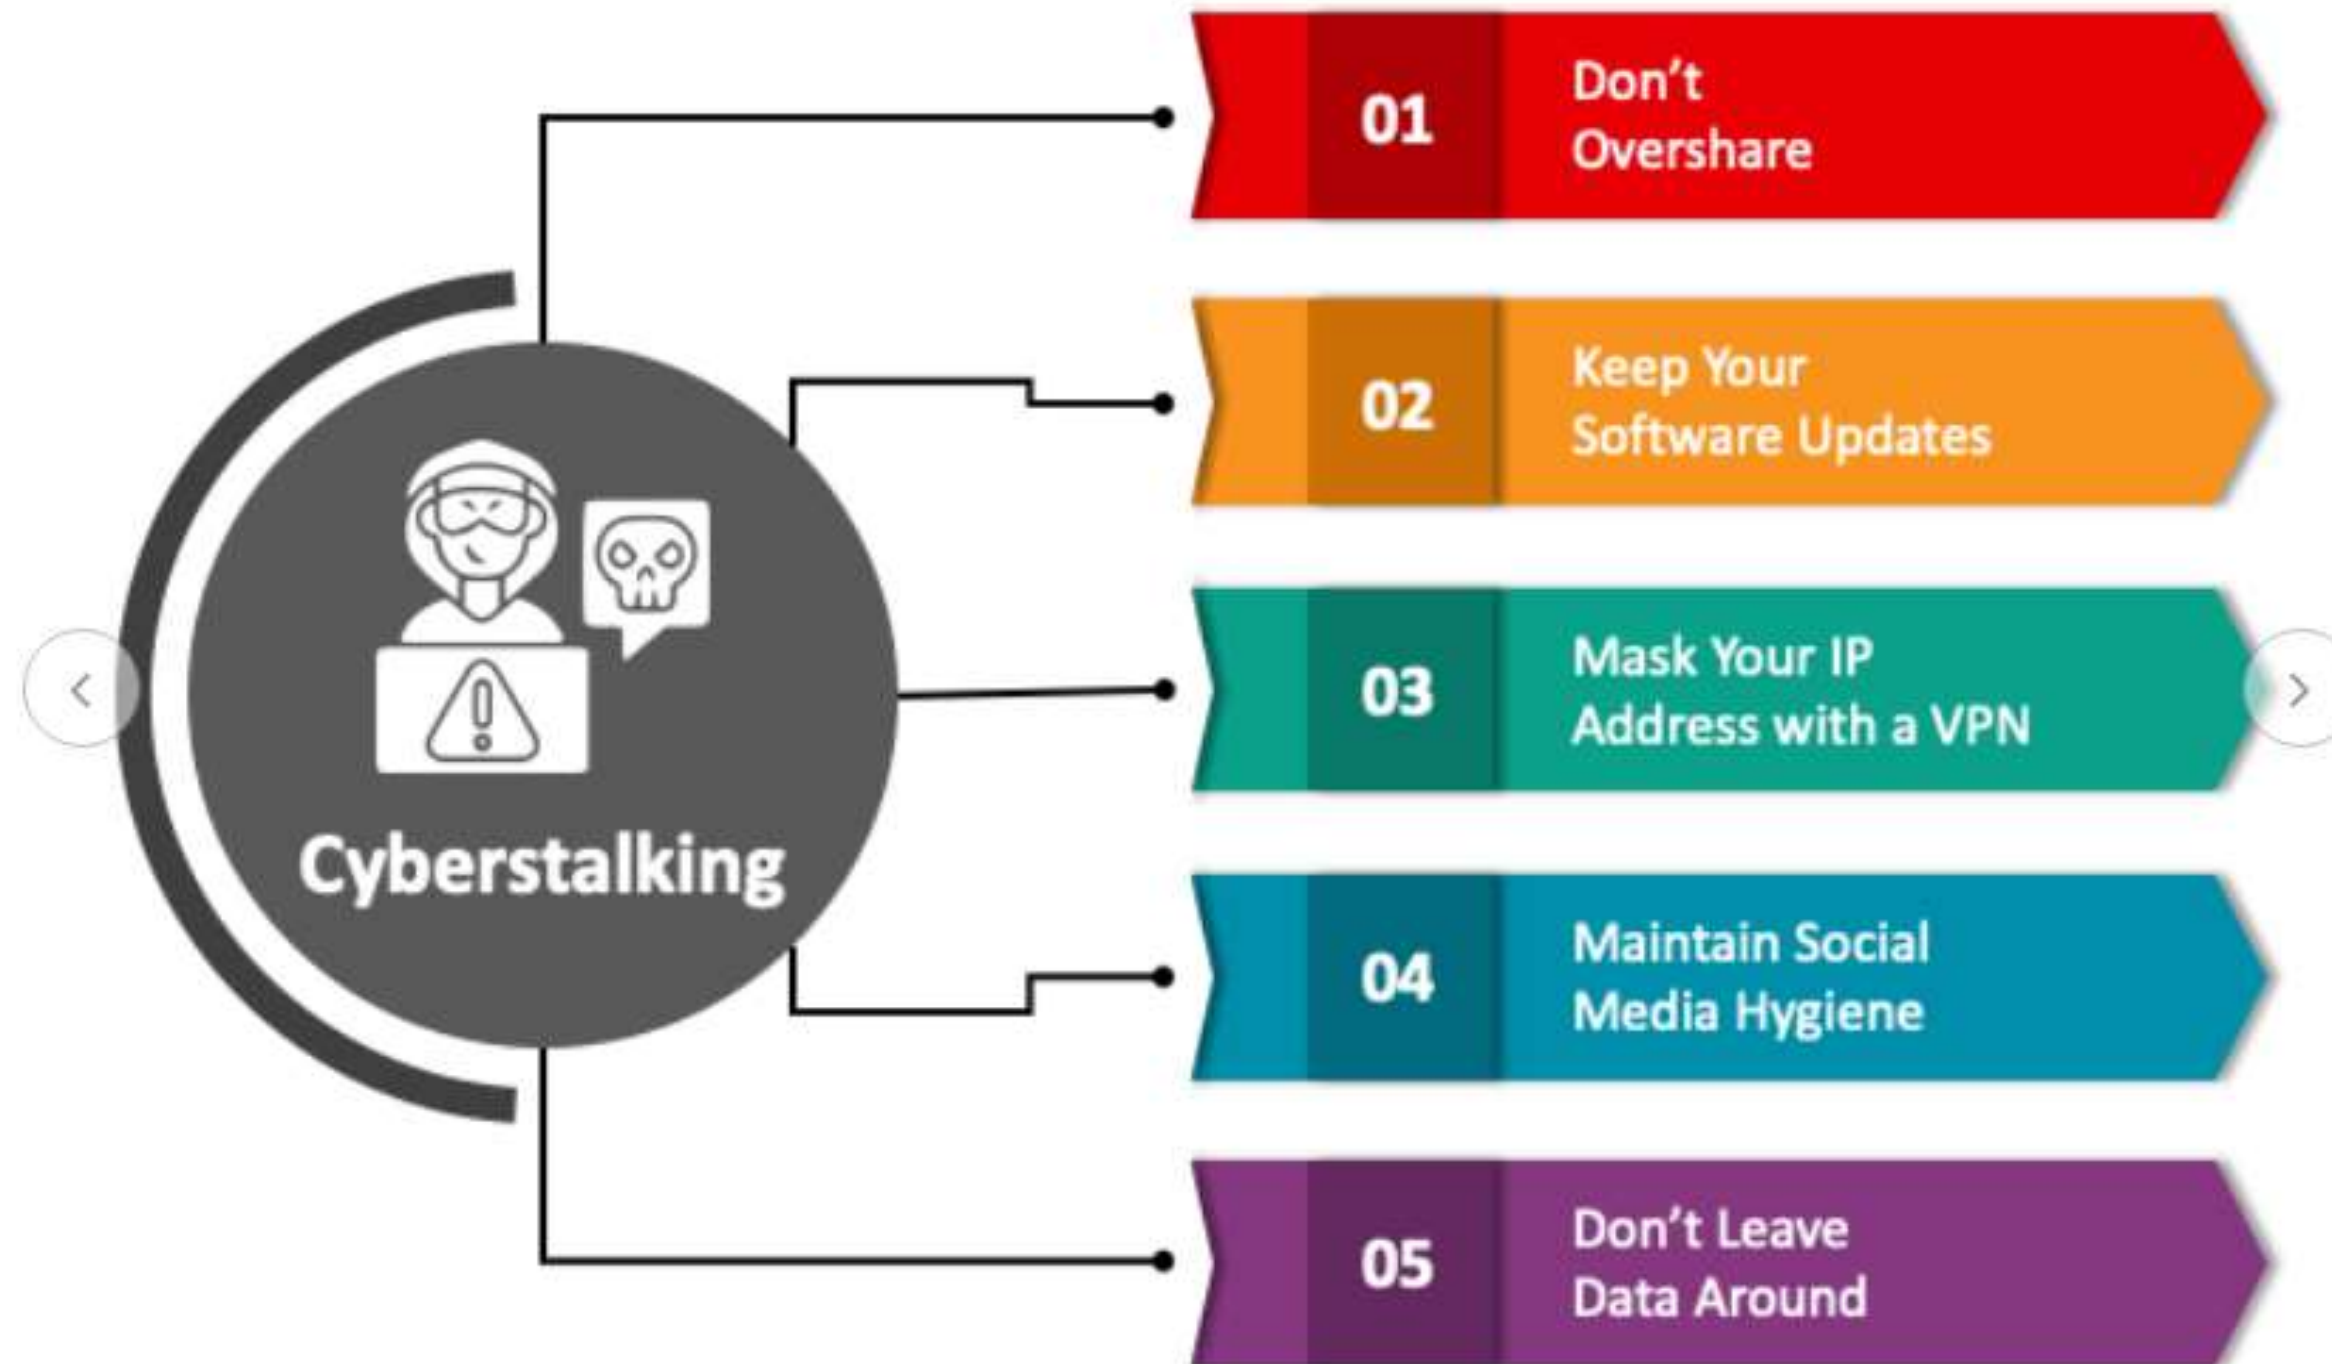 Cyberstalking
01
Don’t
Overshare
02
Keep Your
Software Updates
03
Mask Your IP
Address with a VPN
04
Maintain Social
Media Hygiene
05
Don’t Leave
Data Around